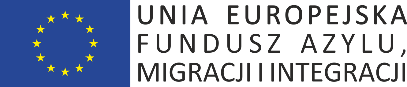 UNIA EUROPEJSKA
FUNDUSZ AZYLU,
MIGRACJI I INTEGRACJI